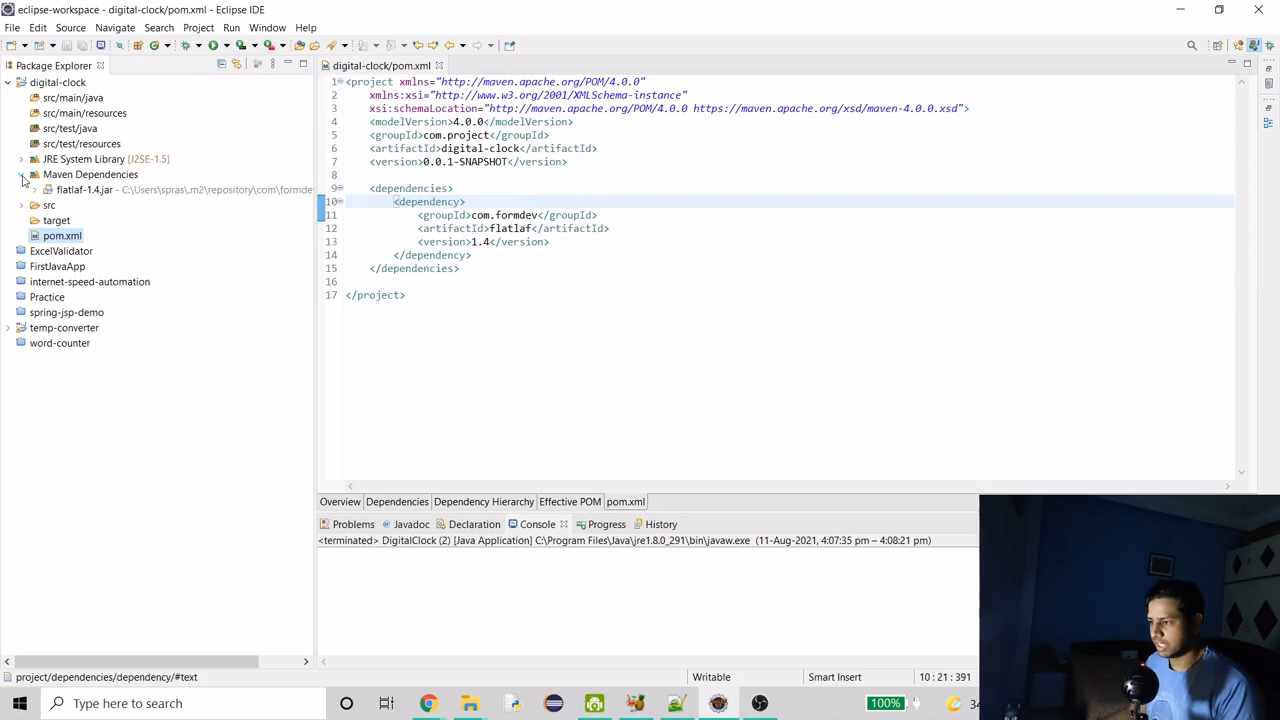 eclipse-workspace - digital-clock/pom.xml - Eclipse IDE
File Edit Source Navigate Search Project Run Window Help
Package Explorer
digital-clock
src/main/java
src/main/resources
src/test/java
src/test/resources
JRE System Library [J2SE-1.5]
Maven Dependencies
flatlaf-1.4.jar - C:\Users\spras\.m2\repository\com\formde
src
target
pom.xml
ExcelValidator
FirstJavaApp
internet-speed-automation
Practice
spring-jsp-demo
temp-converter
word-counter
digital-clock/pom.xml
1 <project xmlns="http://maven.apache.org/POM/4.0.0"
2 xmlns:xsi="http://www.w3.org/2001/XMLSchema-instance"
3 xsi:schemaLocation="http://maven.apache.org/POM/4.0.0 https://maven.apache.org/xsd/maven-4.0.0.xsd">
4 <modelVersion>4.0.0</modelVersion>
5 <groupId>com.project</groupId>
6 <artifactId>digital-clock</artifactId>
7 <version>0.0.1-SNAPSHOT</version>
8
9 <dependencies>
10 <dependency>
11 <groupId>com.formdev</groupId>
12 <artifactId>flatlaf</artifactId>
13 <version>1.4</version>
14 </dependency>
15 </dependencies>
16
17 </project>
Overview Dependencies Dependency Hierarchy Effective POM pom.xml
Problems Javadoc Declaration Console Progress History
<terminated> DigitalClock (2) [Java Application] C:\Program Files\Java\jre1.8.0_291\bin\javaw.exe (11-Aug-2021, 4:07:35 pm – 4:08:21 pm)
project/dependencies/dependency/#text
Writable
Smart Insert
10 : 21 : 391
Type here to search
100%